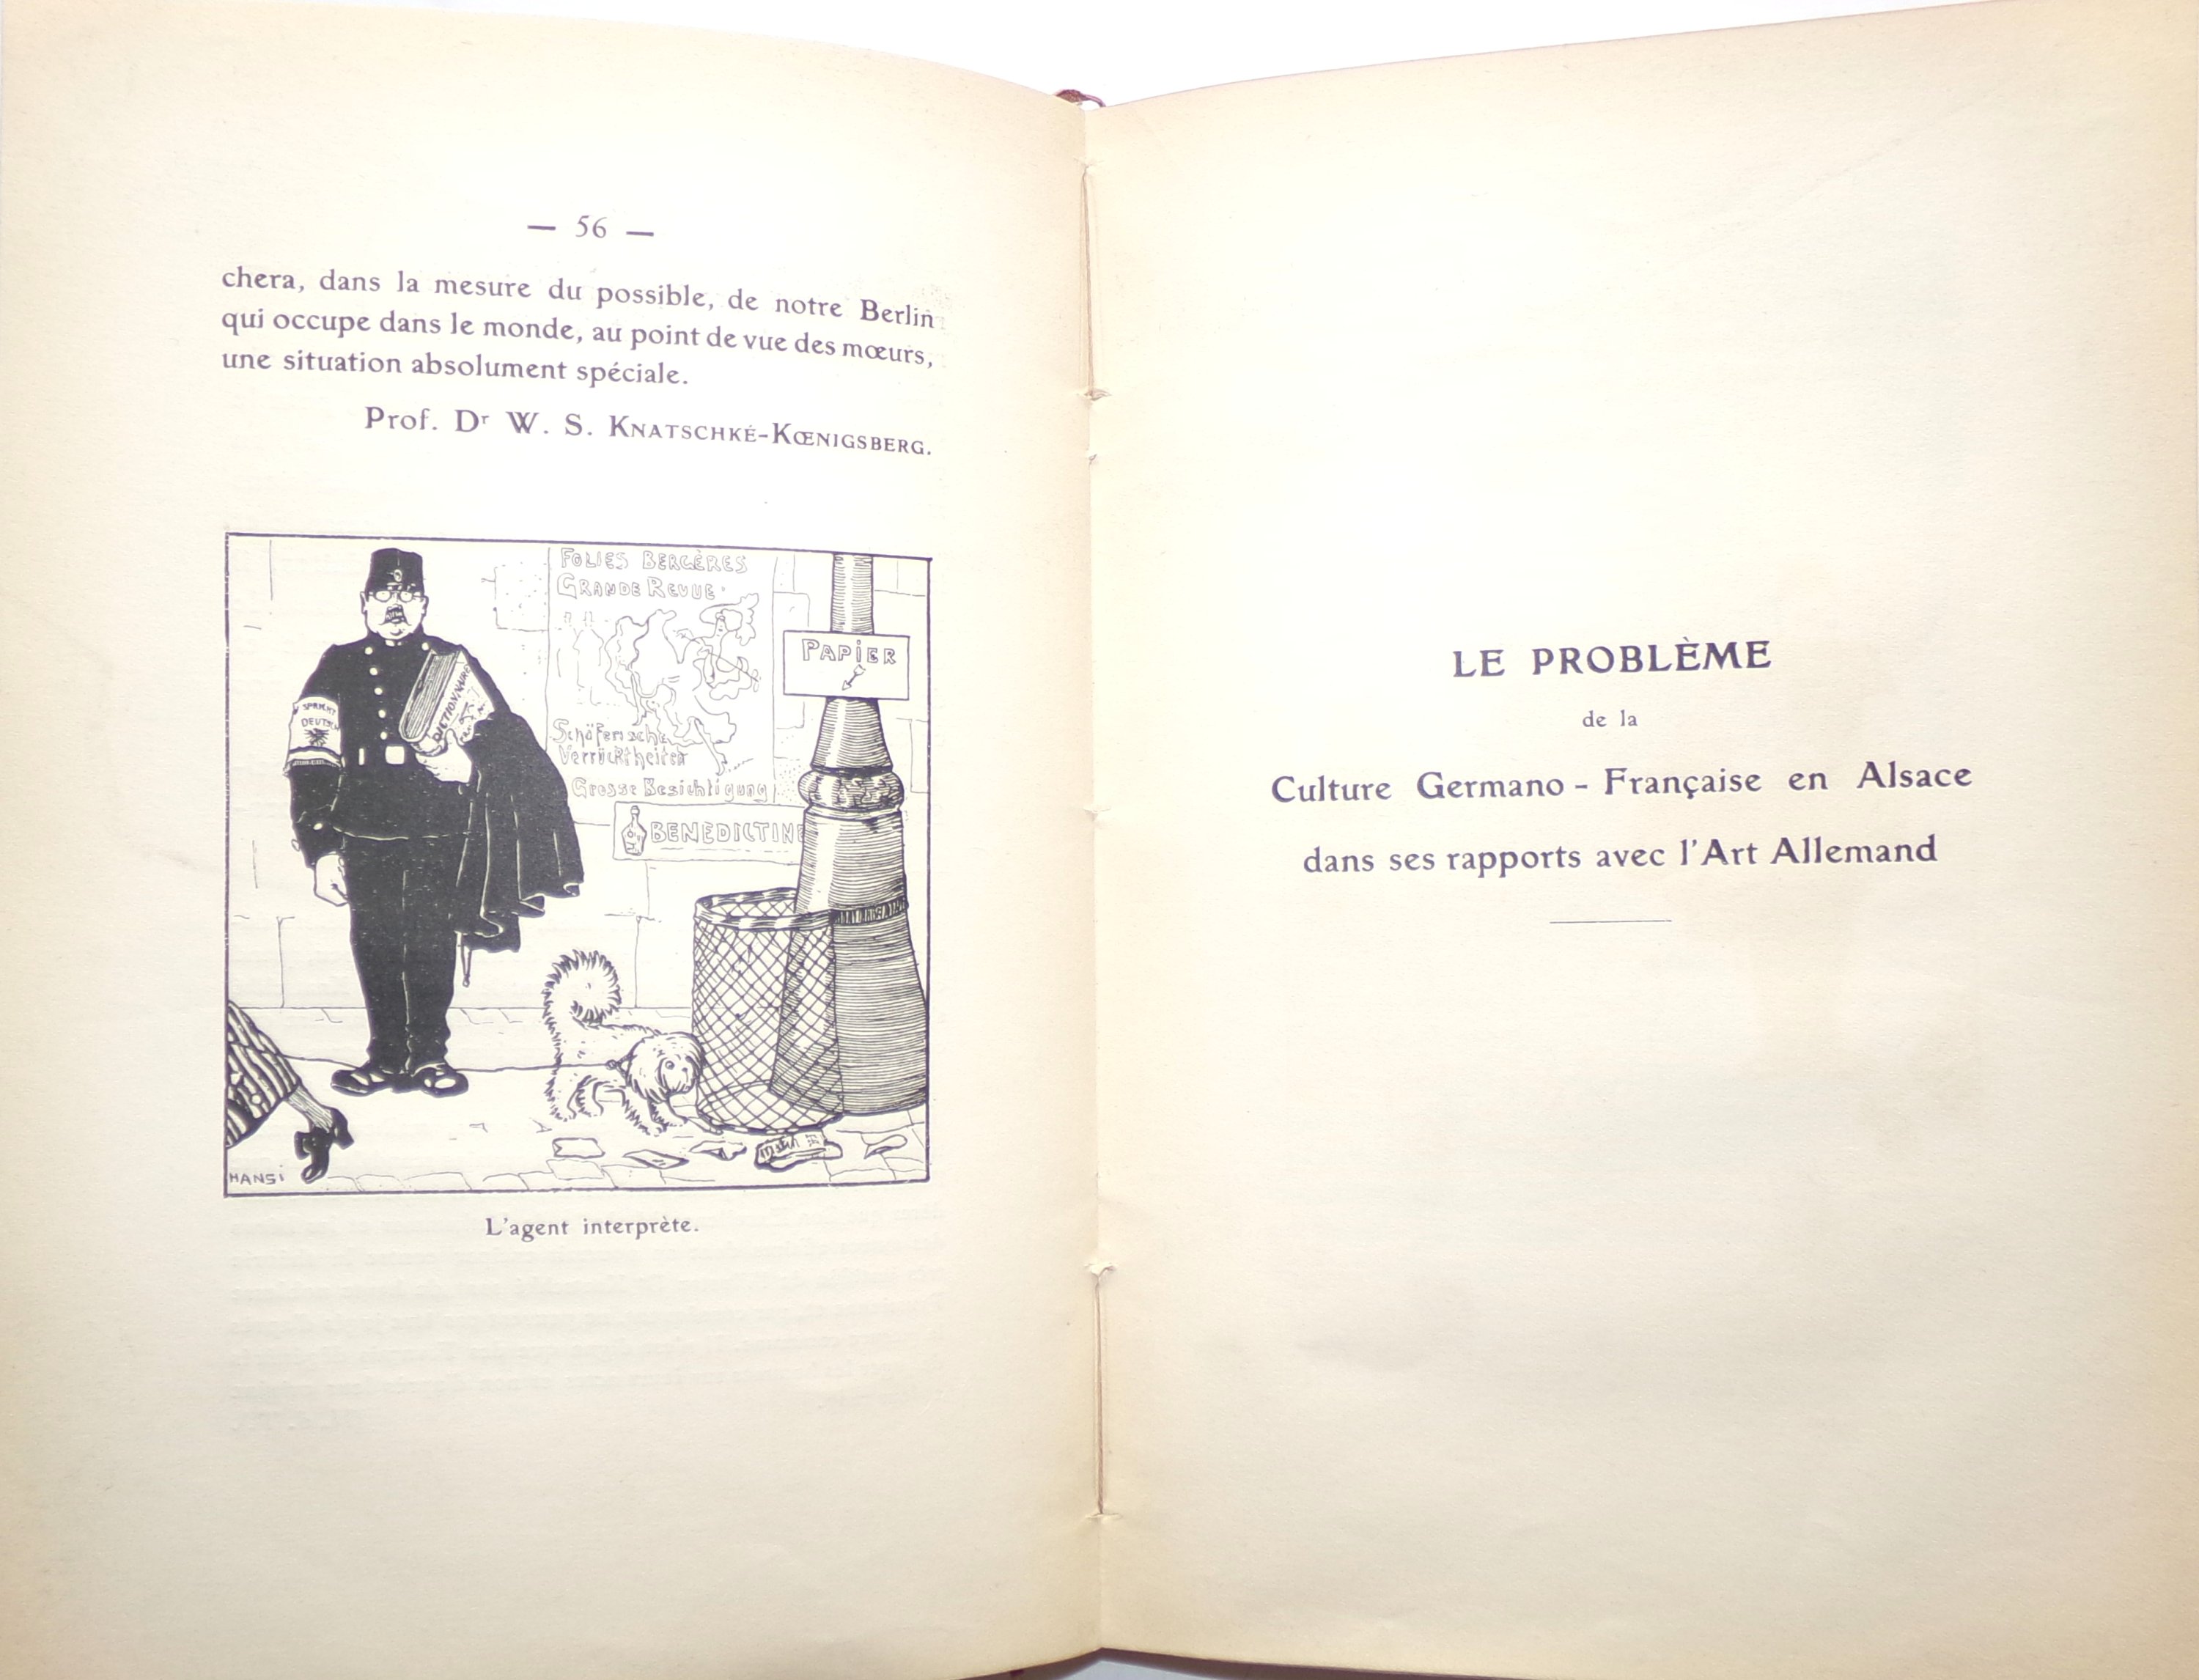 — 56 —
chera, dans la mesure du possible, de notre Berlin
qui occupe dans le monde, au point de vue des mœurs,
une situation absolument spéciale.
Prof. Dr W. S. KNATSCHKÉ-KŒNIGSBERG.
FOLIES BERGÈRES
GRANDE REVUE
PAPiER
DICTIONNAIRE
SPRICHT
DEUTSCH
Schäferische
Verrücktheiten
Grosse Besichtigung
BENEDICTINE
HANSi
L'agent interprète.
LE PROBLÈME
de la
Culture Germano - Française en Alsace
dans ses rapports avec l'Art Allemand